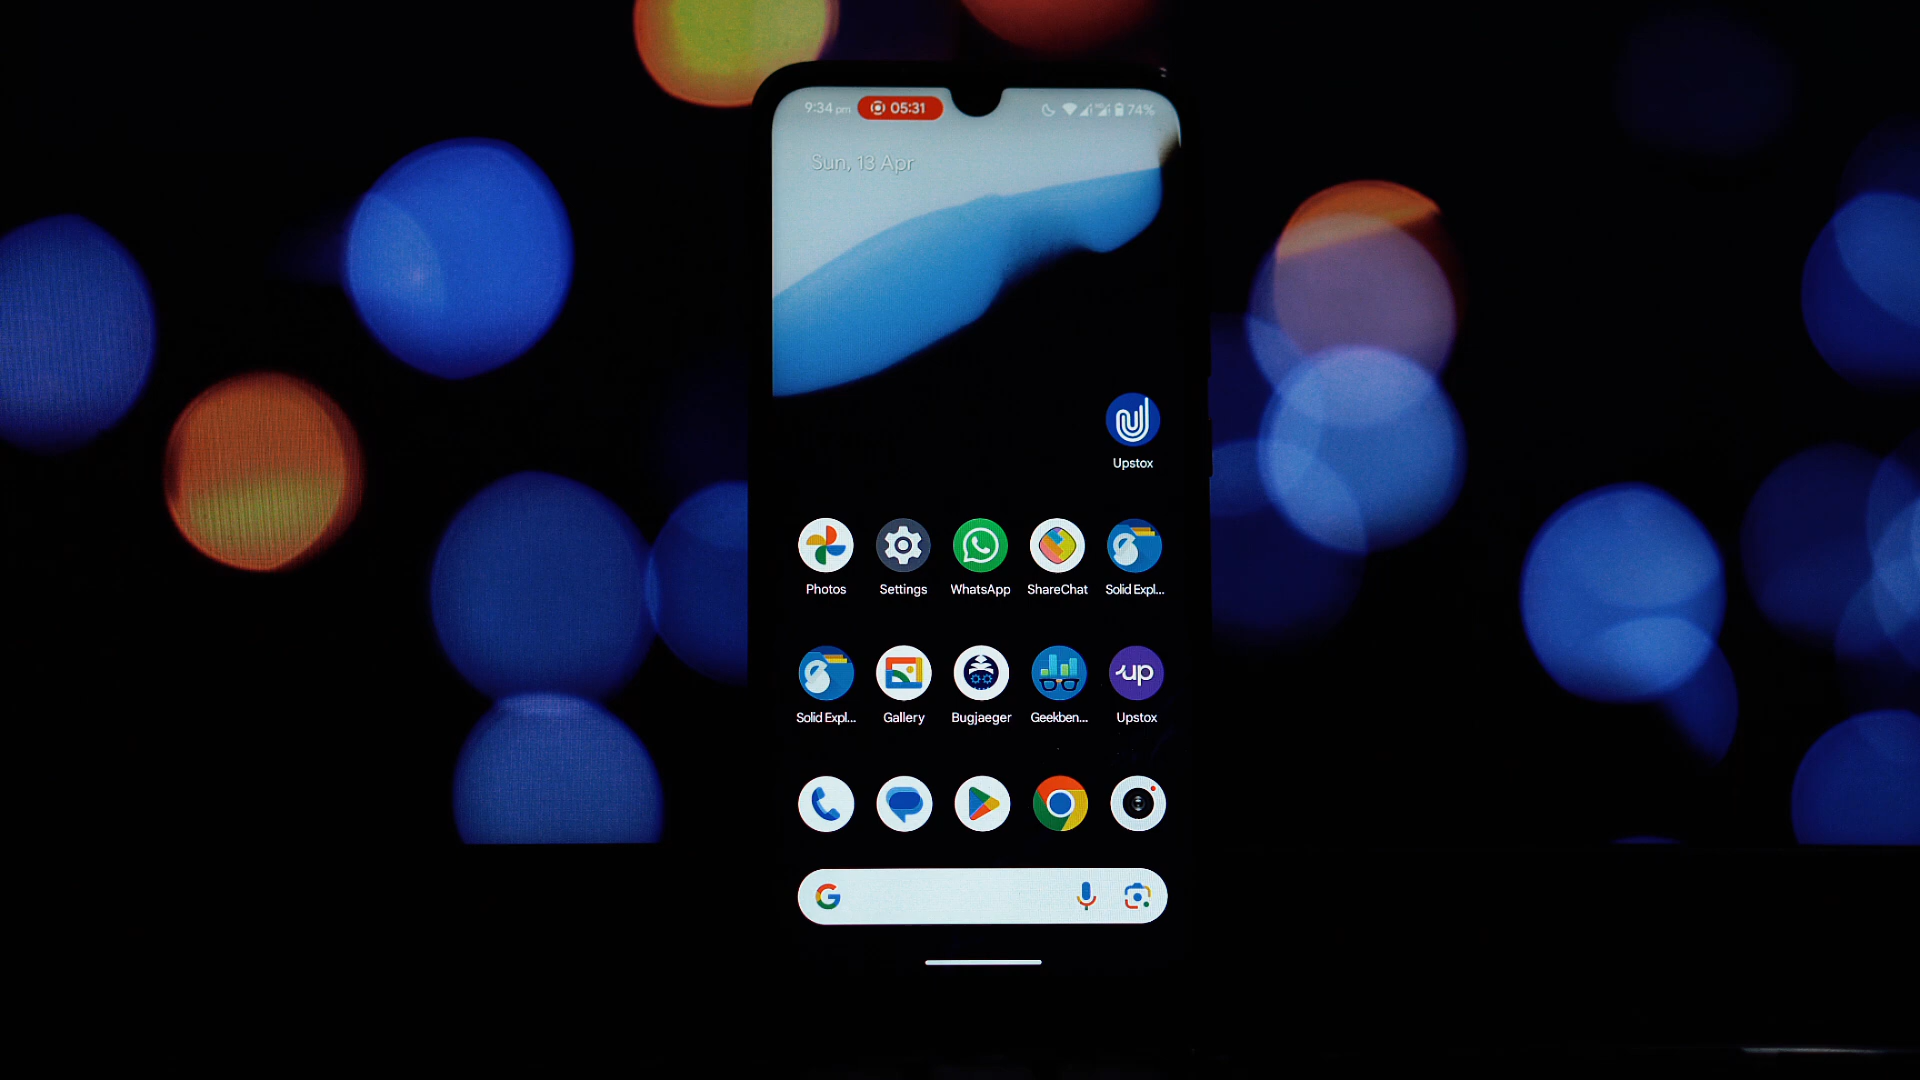 9:34 pm 05:31 74%
Sun, 13 Apr
Upstox
Photos Settings WhatsApp ShareChat Solid Expl...
Solid Expl... Gallery Bugjaeger Geekben... Upstox
up